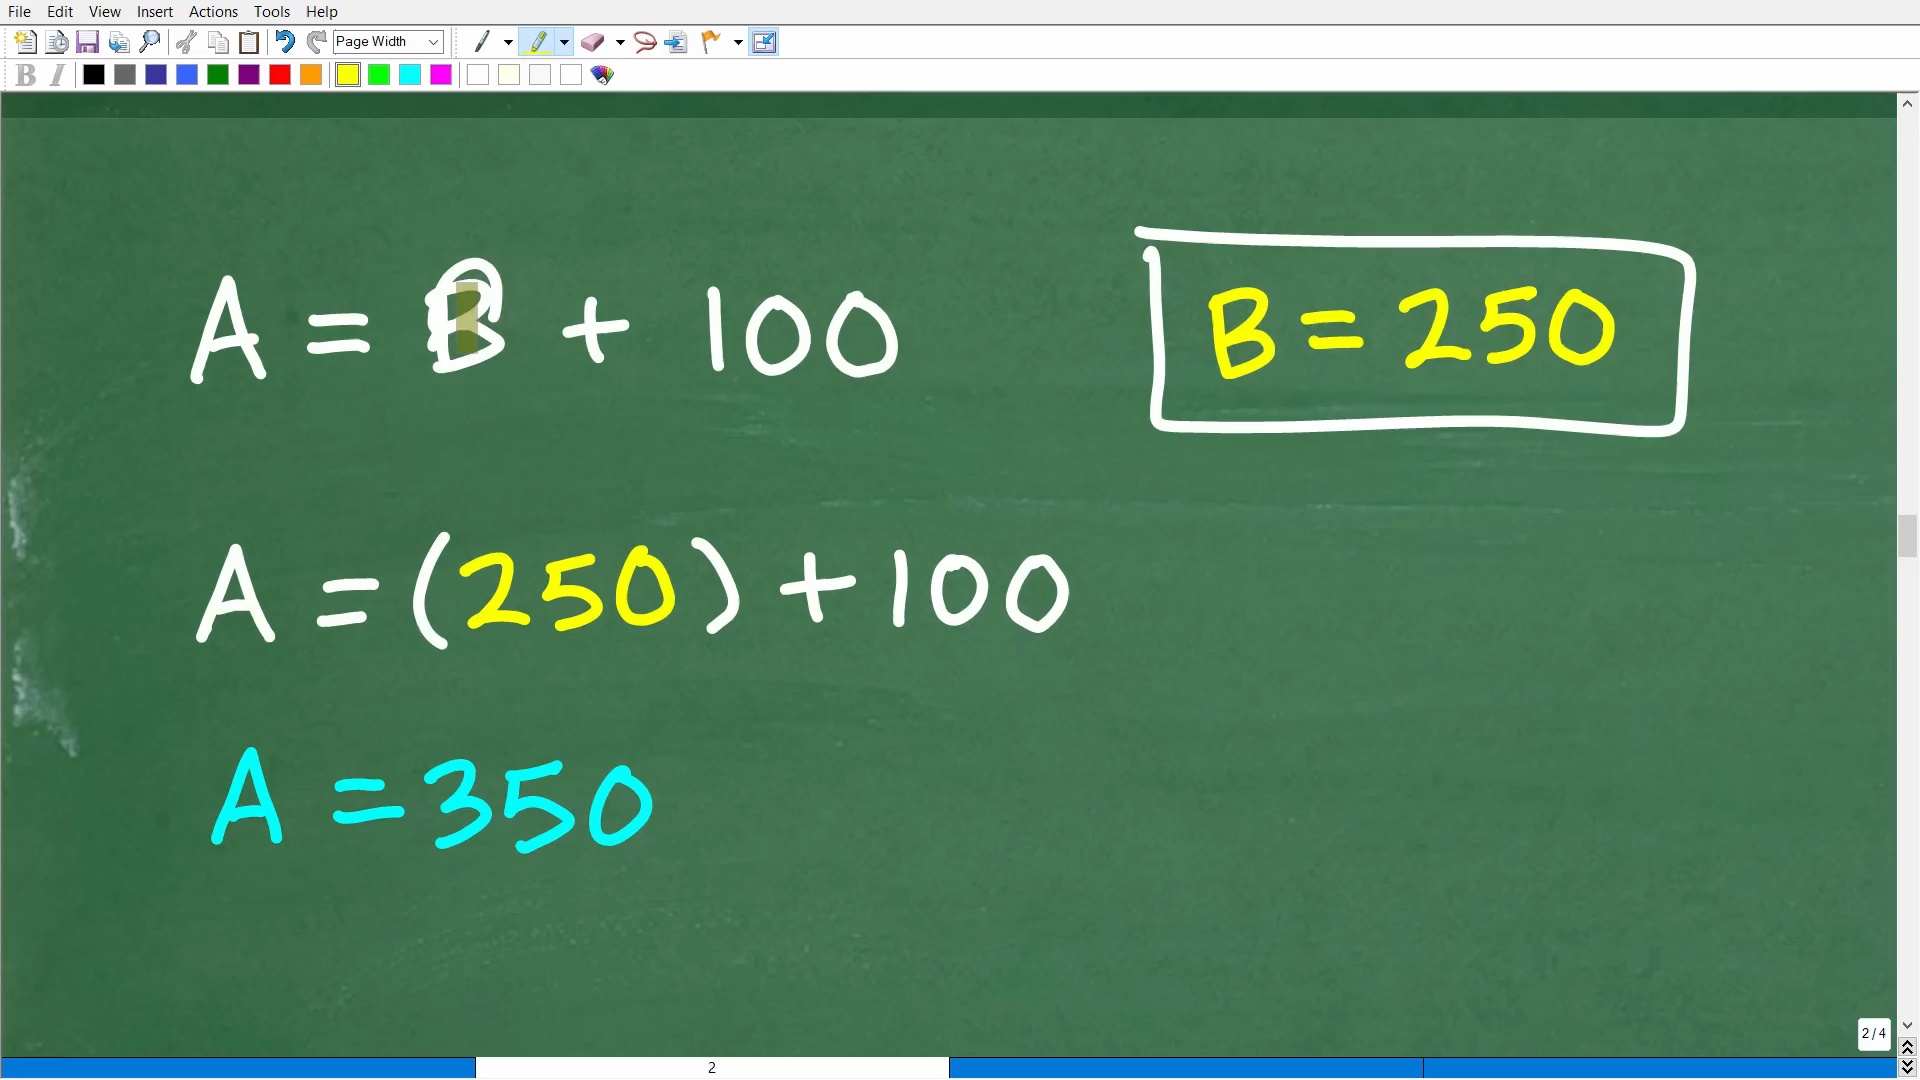 File Edit View Insert Actions Tools Help
Page Width
B I
A = B + 100
B = 250
A = (250) + 100
A = 350
2 / 4
2